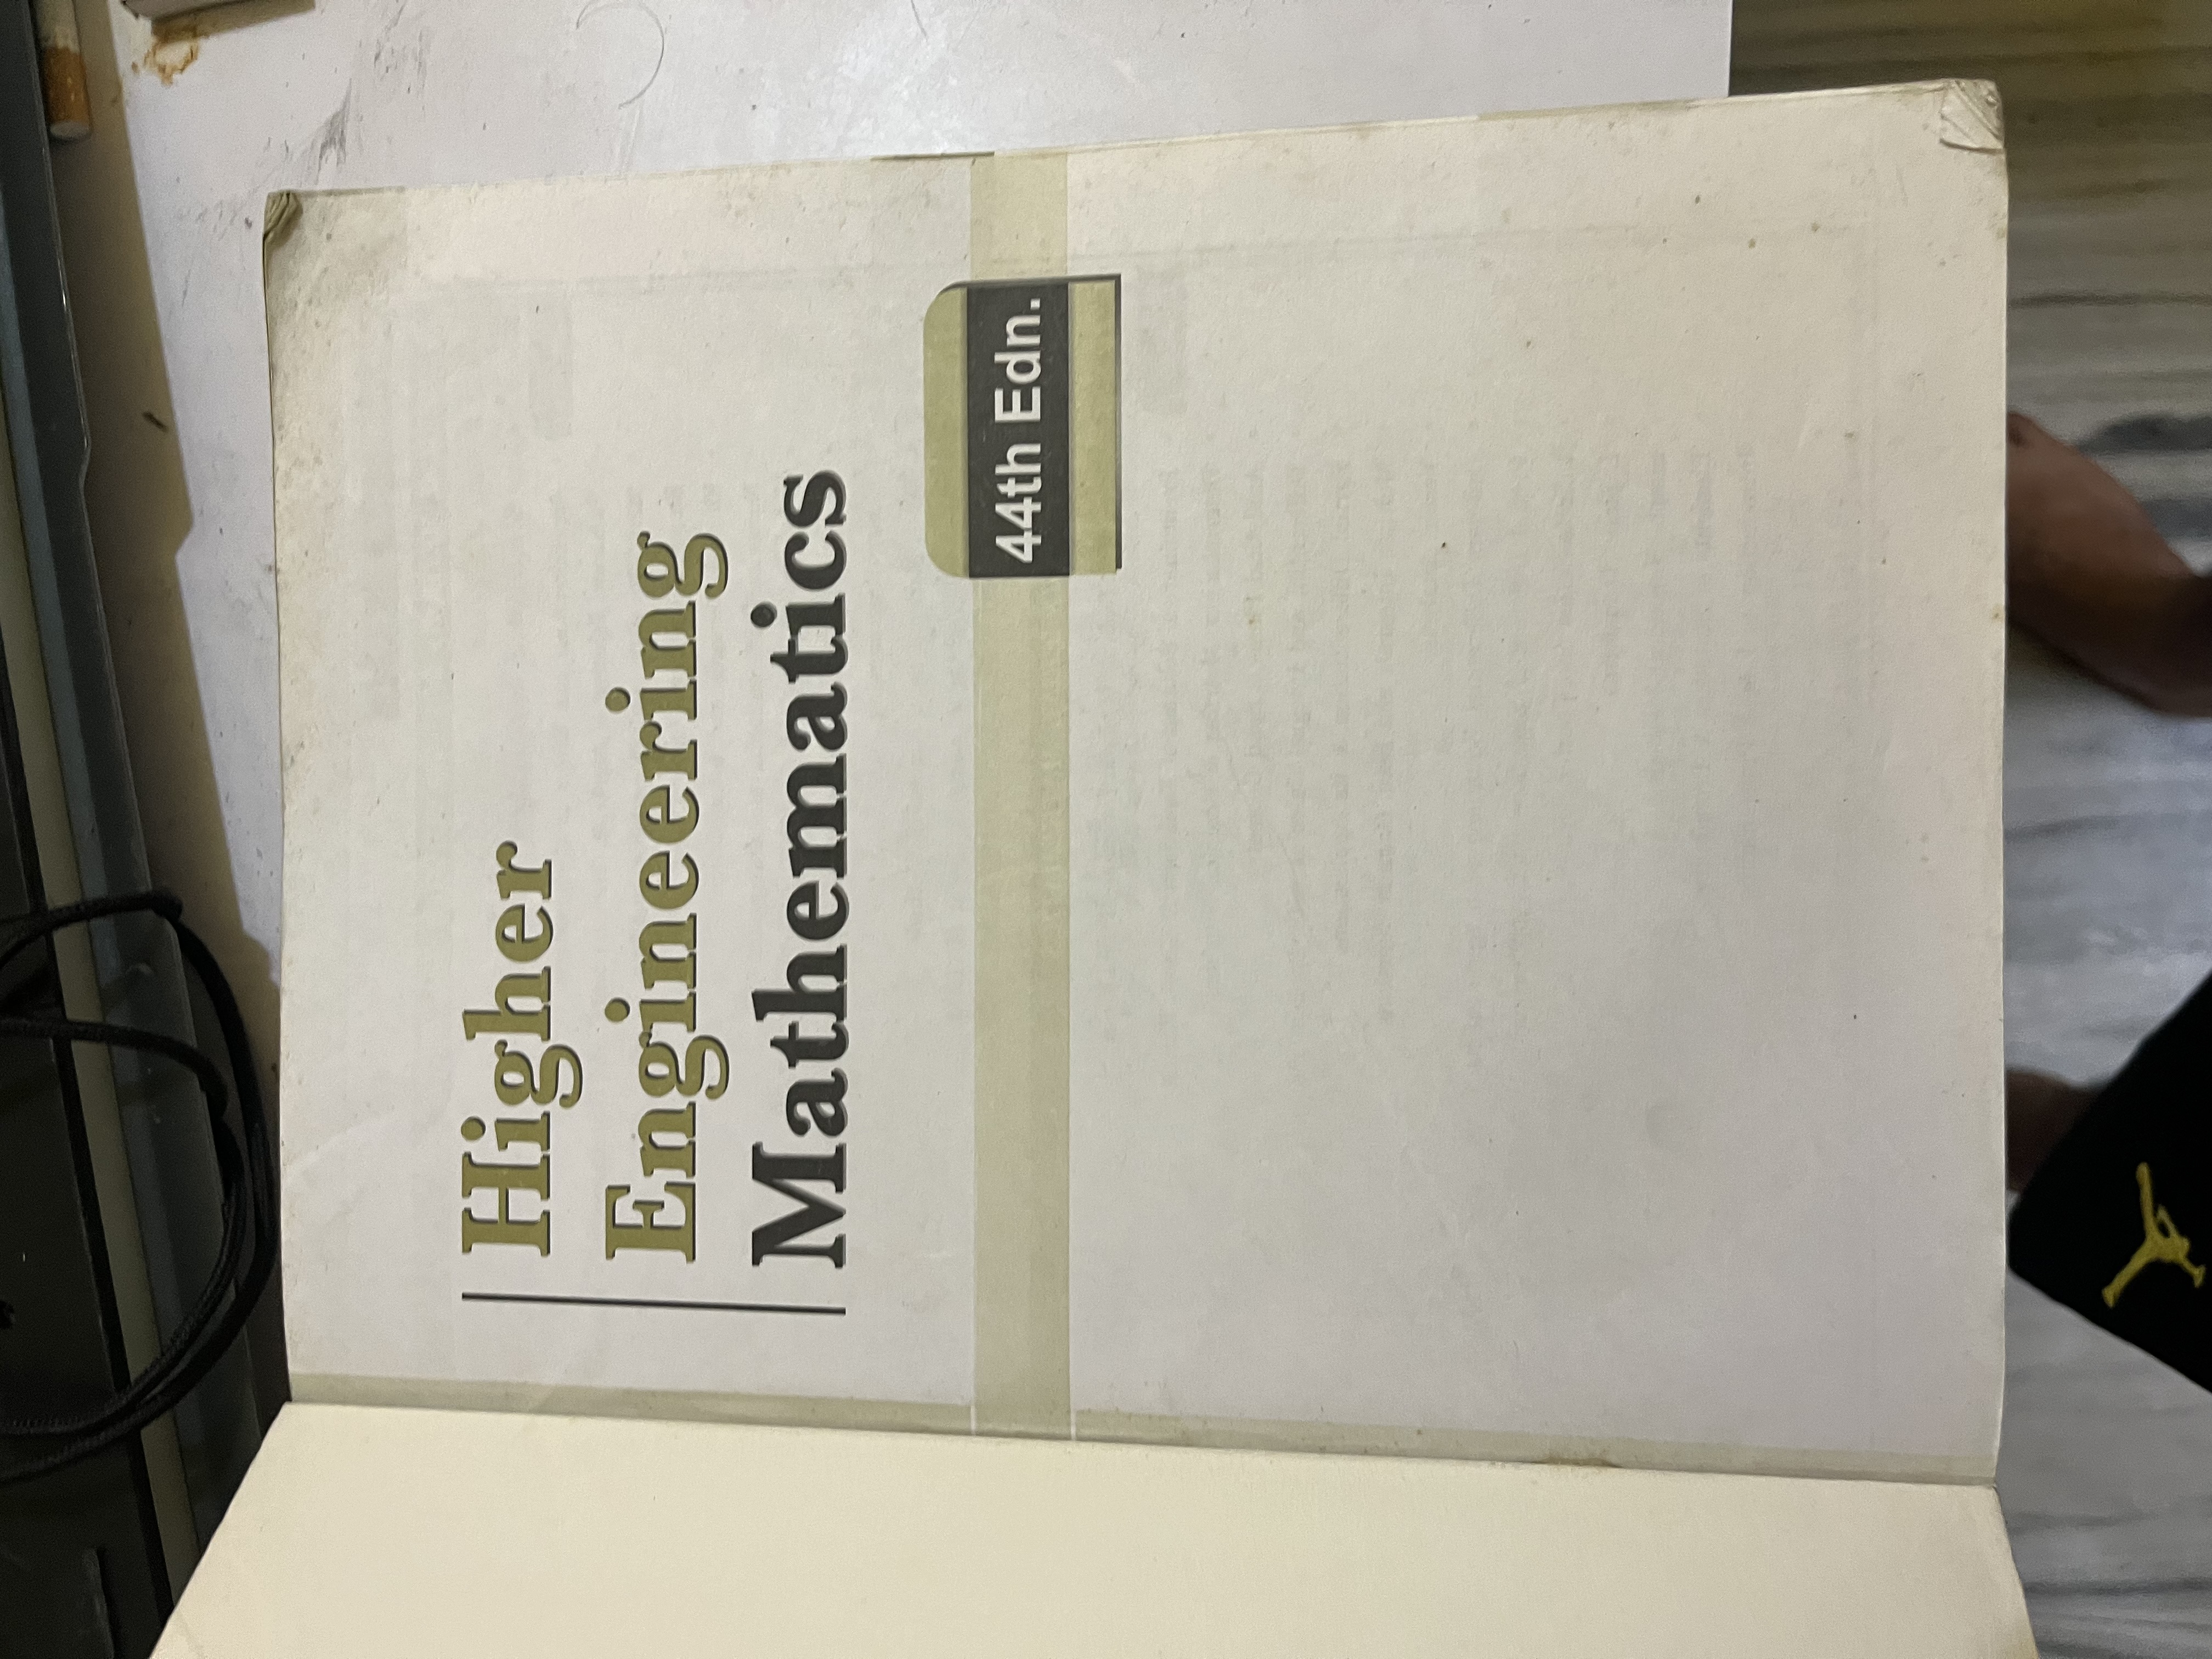 Higher
Engineering
Mathematics
44th Edn.